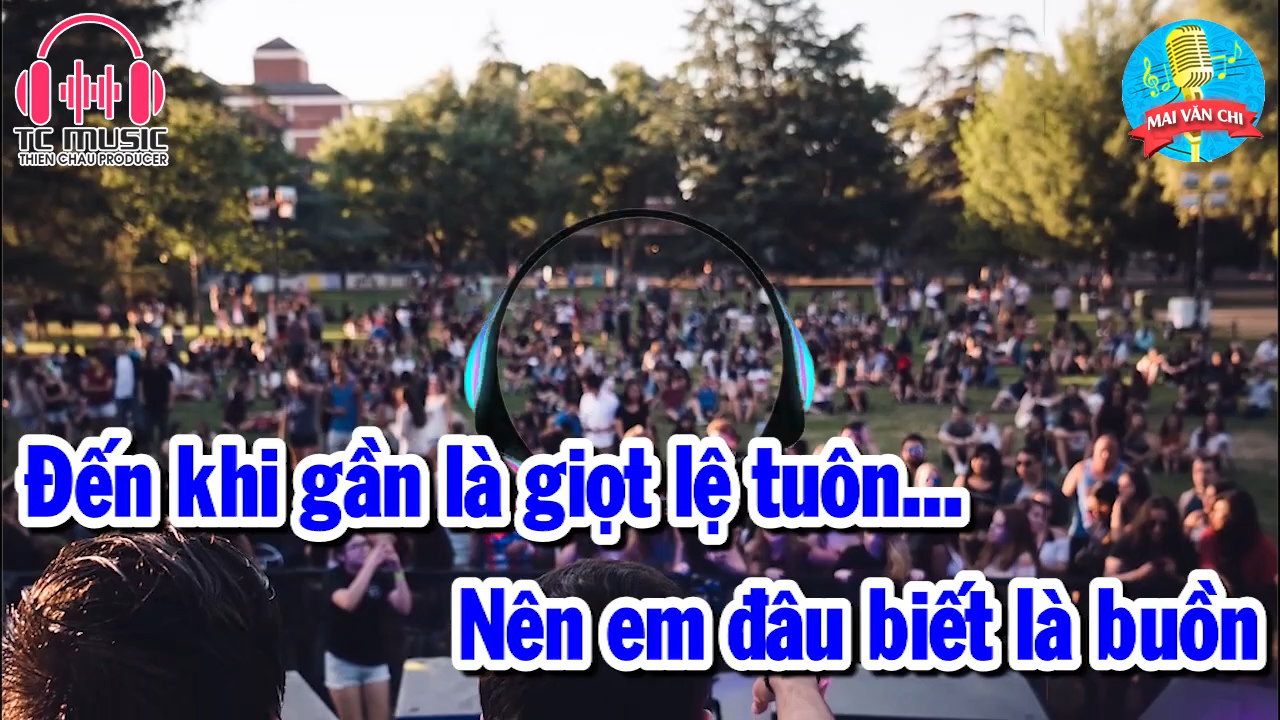 TC MUSIC
THIEN CHAU PRODUCER
MAI VĂN CHI
Đến khi gần là giọt lệ tuôn...
Nên em đâu biết là buồn